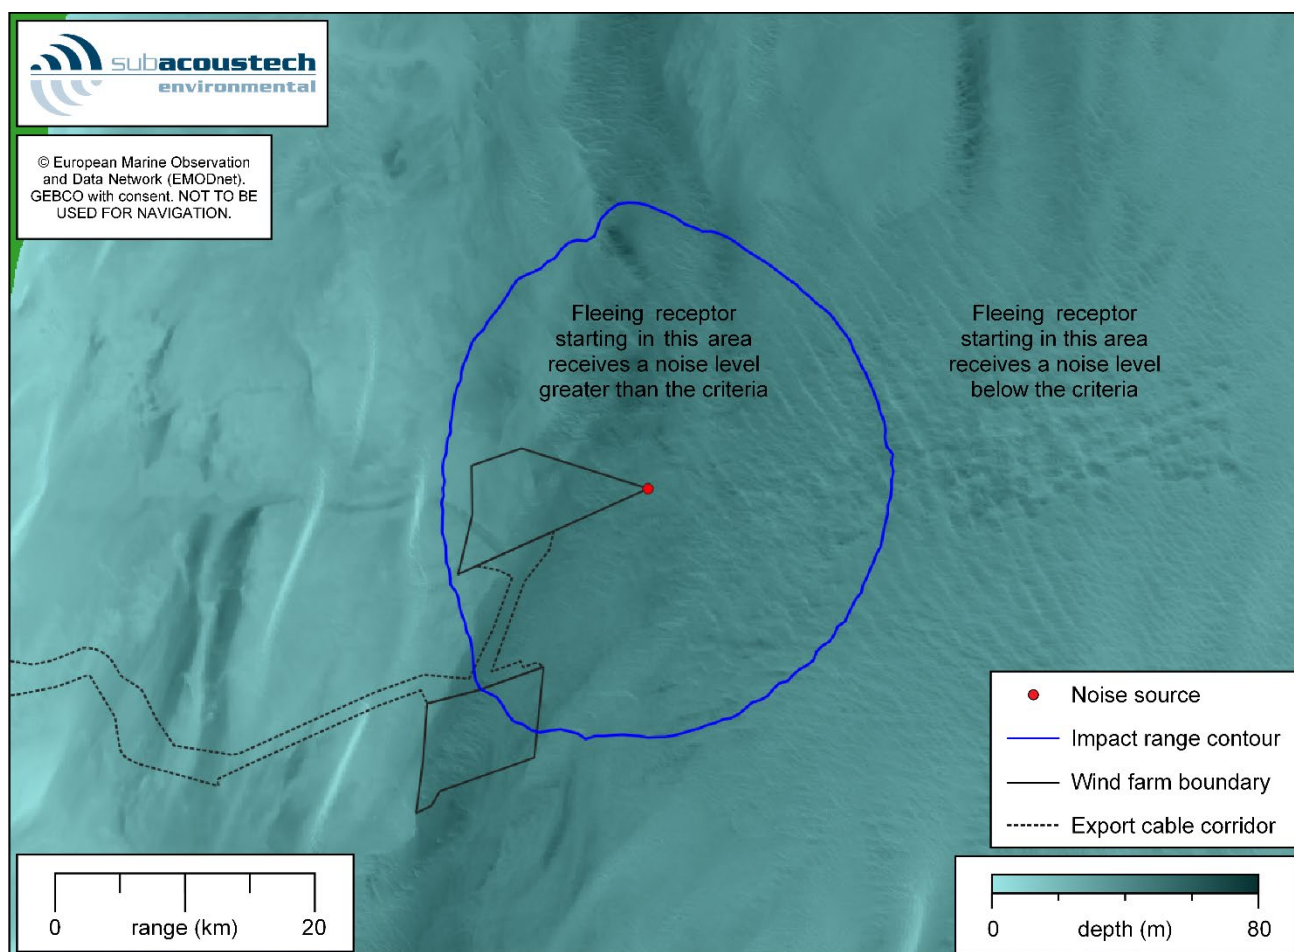 subacoustech
environmental
© European Marine Observation
and Data Network (EMODnet).
GEBCO with consent. NOT TO BE
USED FOR NAVIGATION.
Fleeing receptor
starting in this area
receives a noise level
greater than the criteria
Fleeing receptor
starting in this area
receives a noise level
below the criteria
Noise source
Impact range contour
Wind farm boundary
Export cable corridor
0 range (km) 20
0 depth (m) 80